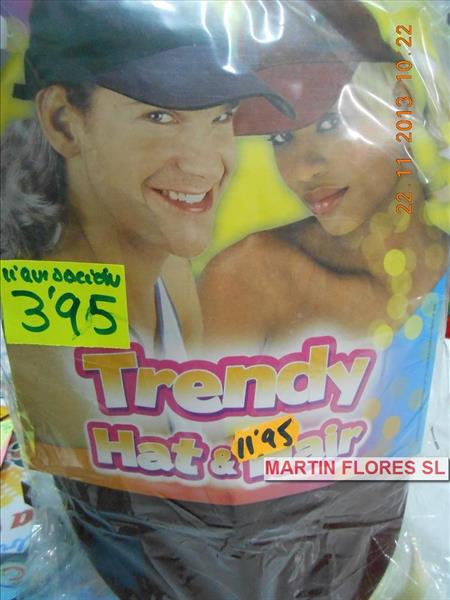 22.11.2013 10.22
LiQUiDACiÓN
3'95
Trendy
Hat & Hair
11'95
MARTIN FLORES SL